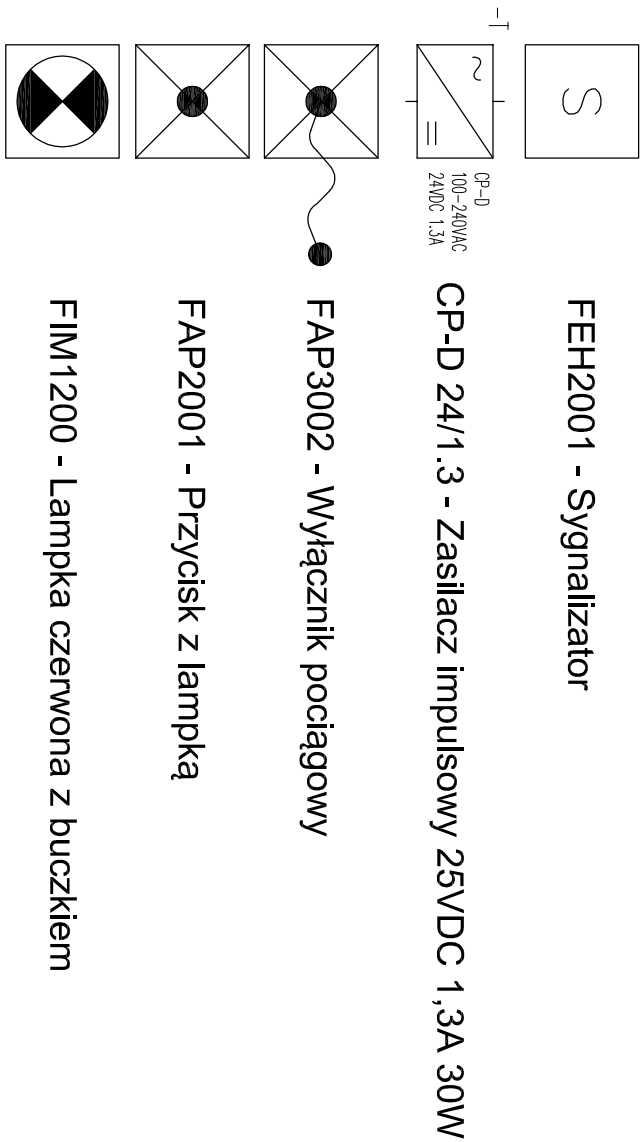 S
FEH2001 - Sygnalizator
-T
CP-D
100-240VAC
24VDC 1.3A
CP-D 24/1.3 - Zasilacz impulsowy 25VDC 1,3A 30W
FAP3002 - Wyłącznik pociągowy
FAP2001 - Przycisk z lampką
FIM1200 - Lampka czerwona z buczkiem